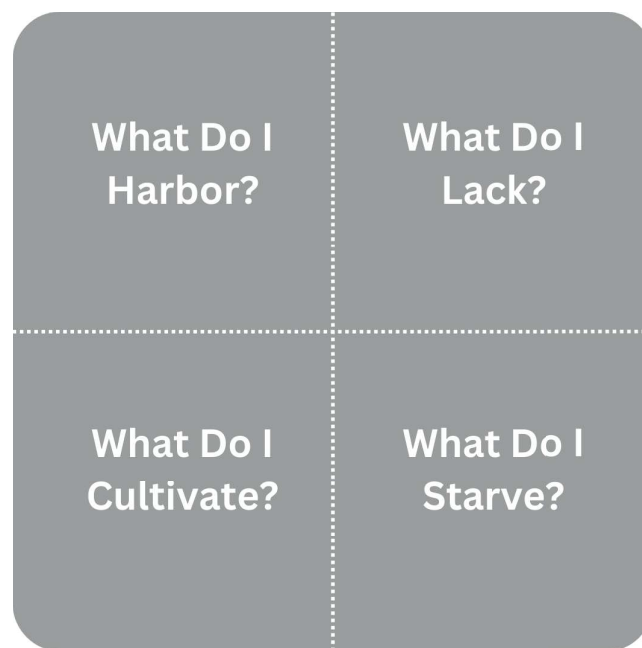 What Do I
Harbor?
What Do I
Lack?
What Do I
Cultivate?
What Do I
Starve?